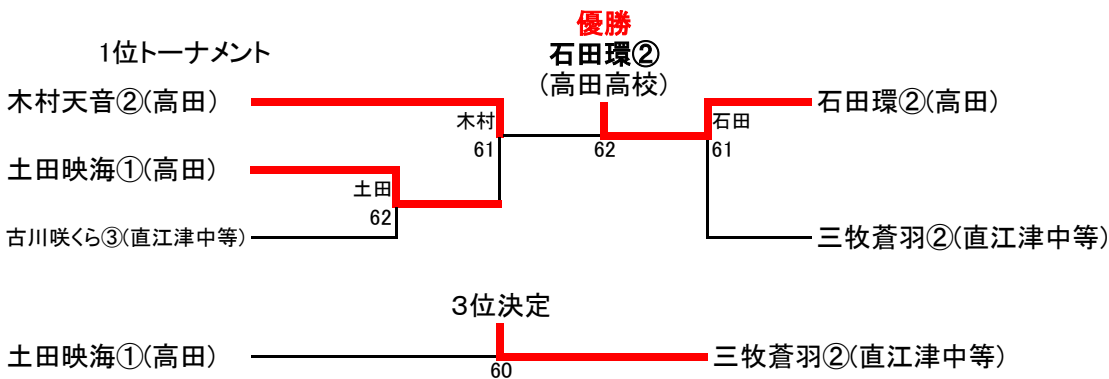 優勝
1位トーナメント
石田環②
(高田高校)
木村天音②(高田)
石田環②(高田)
木村
石田
61
62
61
土田映海①(高田)
土田
62
古川咲くら③(直江津中等)
三牧蒼羽②(直江津中等)
3位決定
土田映海①(高田)
三牧蒼羽②(直江津中等)
60